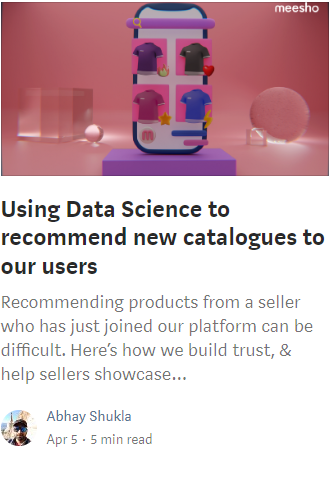 meesho
Using Data Science to
recommend new catalogues to
our users
Recommending products from a seller
who has just joined our platform can be
difficult. Here’s how we build trust, &
help sellers showcase…
Abhay Shukla
Apr 5 · 5 min read